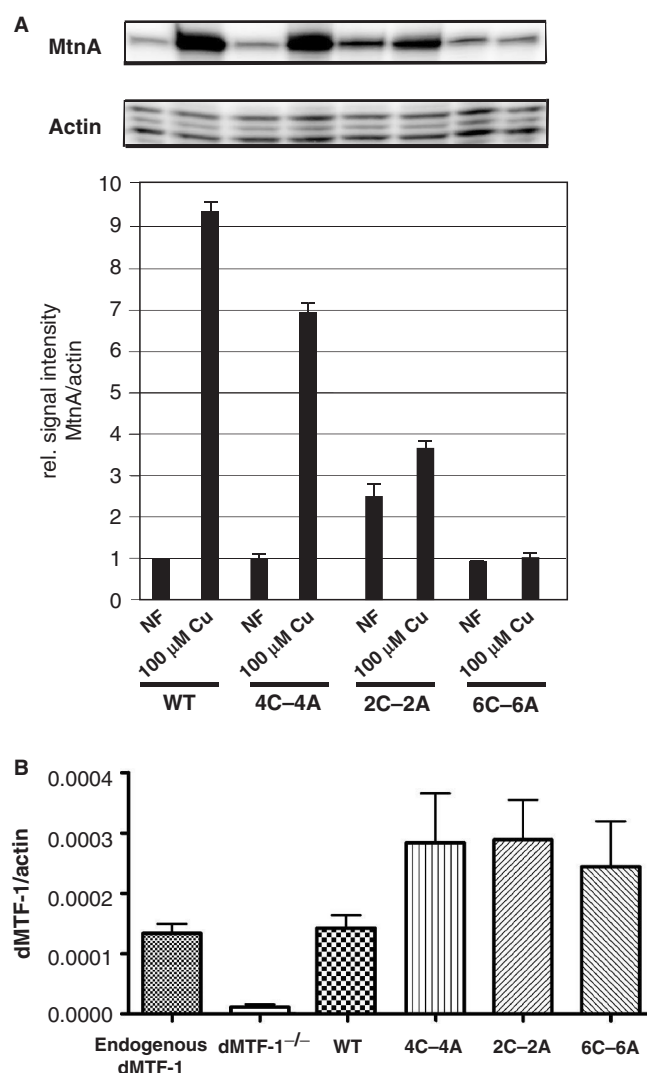 A
MtnA
Actin
rel. signal intensity
MtnA/actin
10
9
8
7
6
5
4
3
2
1
0
NF
100 μM Cu
NF
100 μM Cu
NF
100 μM Cu
NF
100 μM Cu
WT
4C–4A
2C–2A
6C–6A
B
dMTF-1/actin
0.0004
0.0003
0.0002
0.0001
0.0000
Endogenous
dMTF-1
dMTF-1−/−
WT
4C–4A
2C–2A
6C–6A